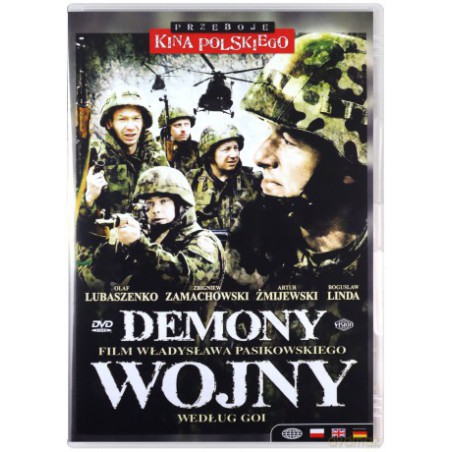 PRZEBOJE
KINA POLSKIEGO
OLAF ZBIGNIEW ARTUR BOGUSŁAW
LUBASZENKO ZAMACHOWSKI ŻMIJEWSKI LINDA
DVD
DEMONY
VISION
FILM WŁADYSŁAWA PASIKOWSKIEGO
WOJNY
WEDŁUG GOI